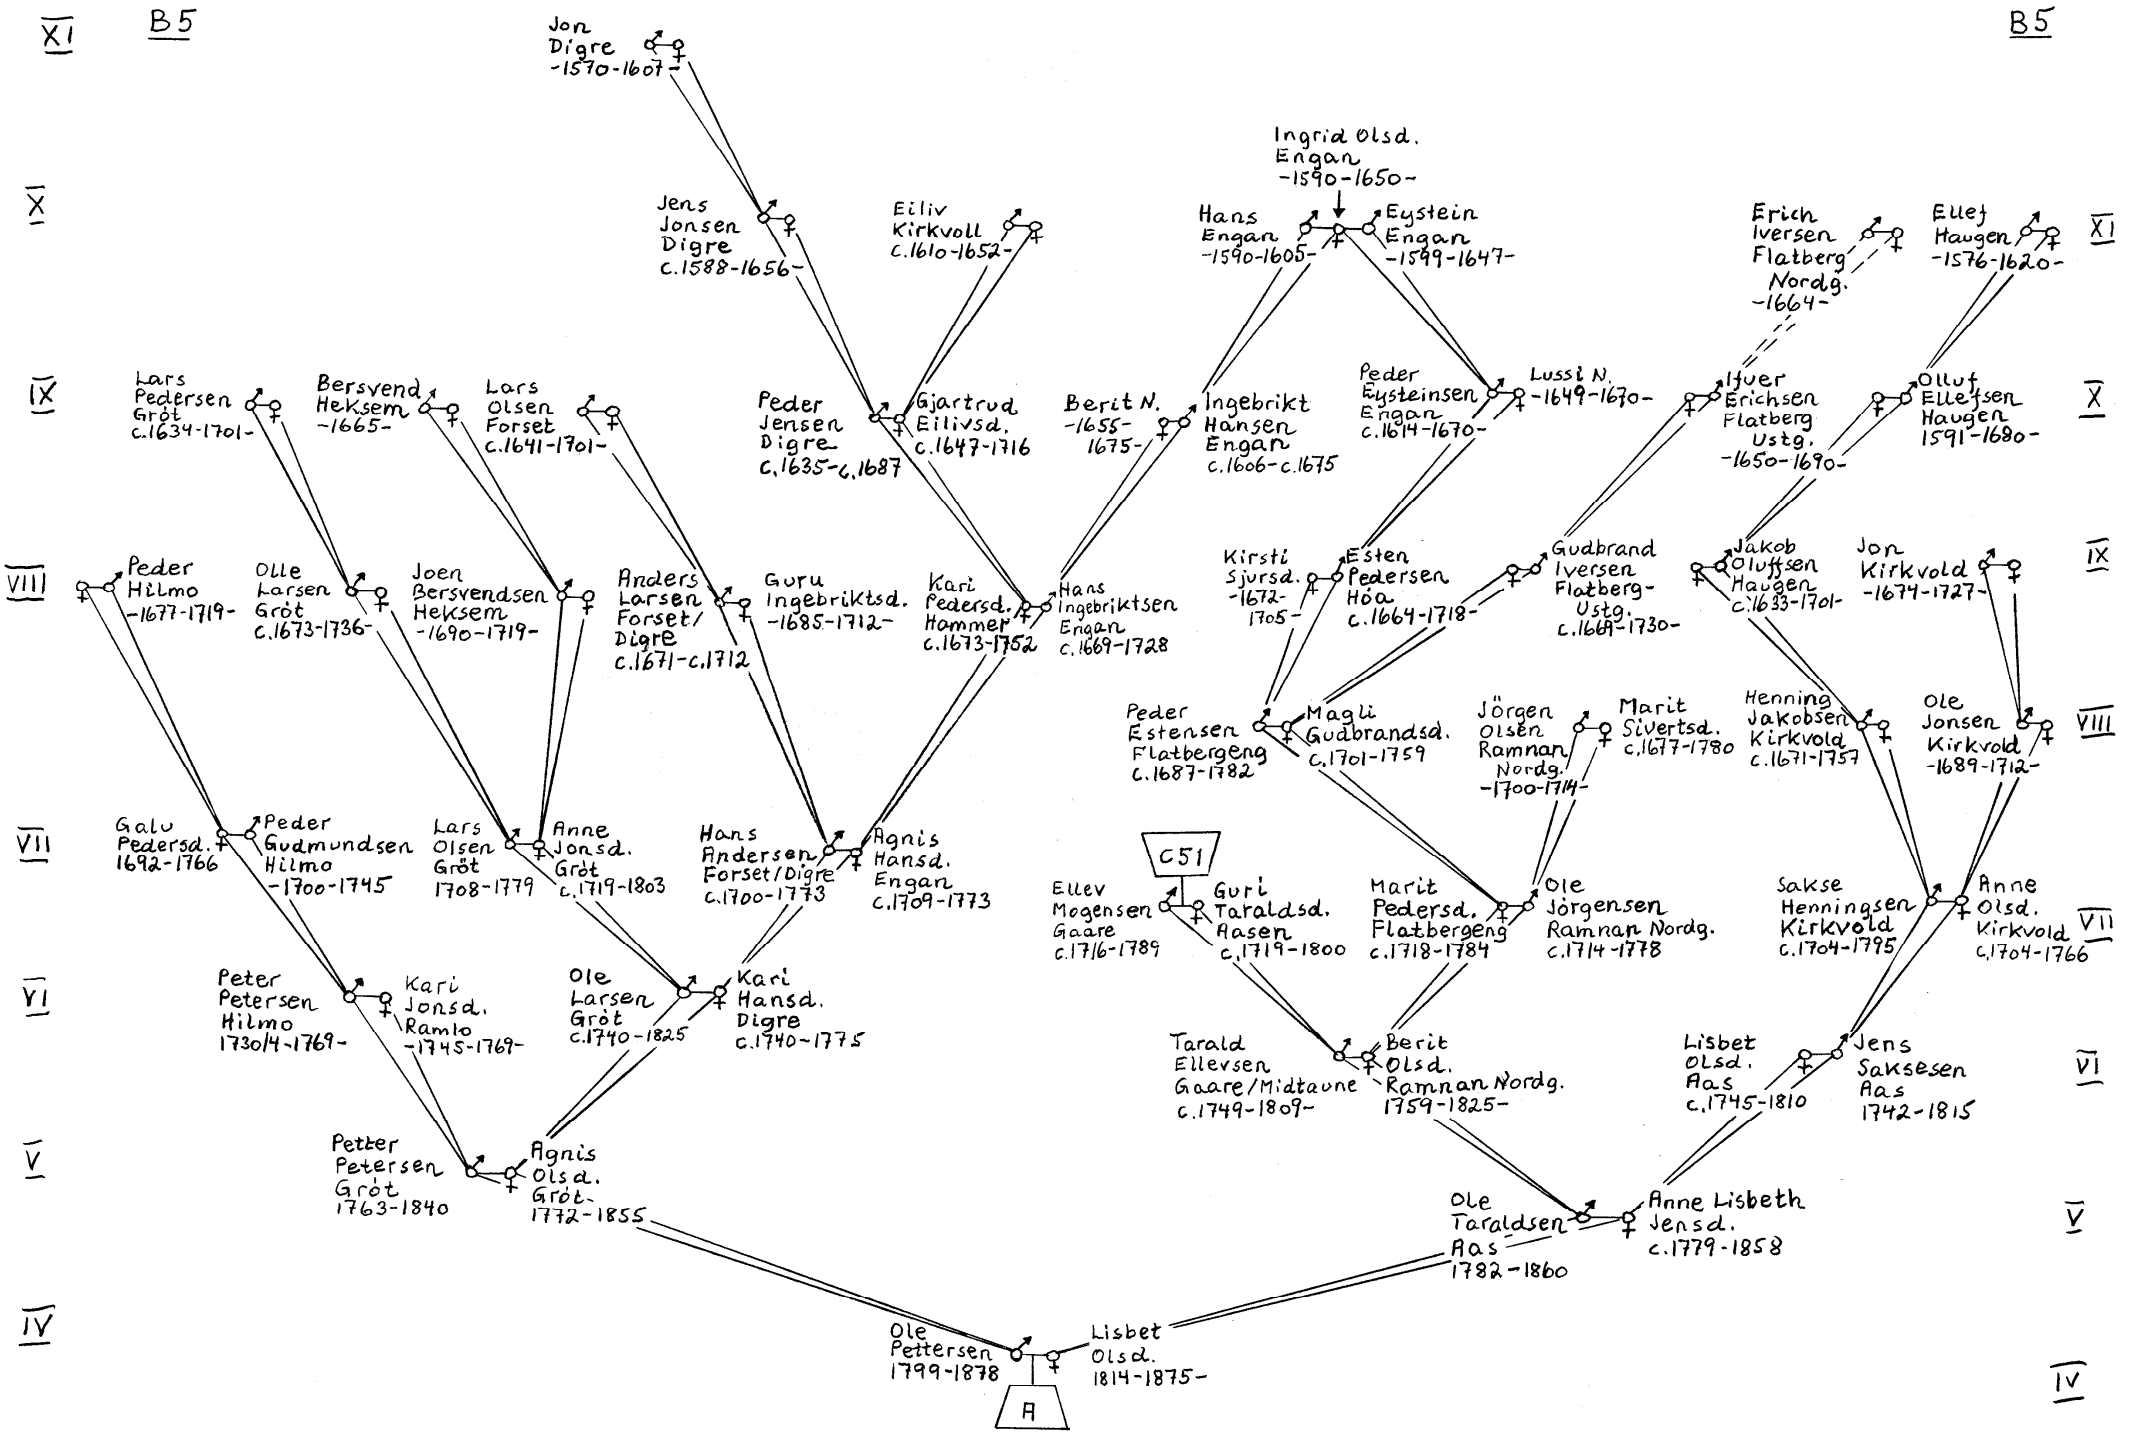 XI
B5
B5
Jon
Digre
-1570-1607-
Ingrid Olsd.
Engan
-1590-1650-
X
Jens
Jonsen
Digre
c.1588-1656-
Eiliv
Kirkvoll
c.1610-1652-
Hans
Engan
-1590-1605-
Eystein
Engan
-1599-1647-
Erich
Iversen
Flatberg
Nordg.
-1664-
Ellef
Haugen
-1576-1620-
XI
IX
Lars
Pedersen
Gròt
c.1634-1701-
Bersvend
Heksem
-1665-
Lars
Olsen
Forset
c.1641-1701-
Peder
Jensen
Digre
c.1635-c.1687
Gjartrud
Eilivsd.
c.1647-1716
Berit N.
-1655-
1675-
Ingebrikt
Hansen
Engan
c.1606-c.1675
Peder
Eysteinsen
Engan
c.1614-1670-
Lussi N.
-1649-1670-
Ifver
Erichsen
Flatberg
Ustg.
-1650-1690-
Olluf
Ellefsen
Haugen
1591-1680-
X
VIII
Peder
Hilmo
-1677-1719-
Olle
Larsen
Gròt
c.1673-1736-
Joen
Bersvendsen
Heksem
-1690-1719-
Anders
Larsen
Forset/
Digre
c.1671-c.1712
Guru
Ingebriktsd.
-1685-1712-
Kari
Pedersd.
Hammer
c.1673-1752
Hans
Ingebriktsen
Engan
c.1669-1728
Kirsti
Sjursd.
-1672-
1705-
Esten
Pedersen
Hòa
c.1664-1718-
Gudbrand
Iversen
Flatberg-
Ustg.
c.1669-1730-
Jakob
Oluffsen
Haugen
c.1633-1701-
Jon
Kirkvold
-1674-1727-
IX
Peder
Estensen
Flatbergeng
c.1687-1782
Magli
Gudbrandsd.
c.1701-1759
Jörgen
Olsen
Ramnan
Nordg.
-1700-1714-
Marit
Sivertsd.
c.1677-1780
Henning
Jakobsen
Kirkvold
c.1671-1757
Ole
Jonsen
Kirkvold
-1689-1712-
VIII
VII
Galu
Pedersd.
1692-1766
Peder
Gudmundsen
Hilmo
-1700-1745
Lars
Olsen
Gròt
1708-1779
Anne
Jonsd.
Gròt
c.1719-1803
Hans
Andersen
Forset/Digre
c.1700-1773
Agnis
Hansd.
Engan
c.1709-1773
C51
Ellev
Mogensen
Gaare
c.1716-1789
Guri
Taraldsd.
Aasen
c.1719-1800
Marit
Pedersd.
Flatbergeng
c.1718-1784
Ole
Jòrgensen
Ramnan Nordg.
c.1714-1778
Sakse
Henningsen
Kirkvold
c.1704-1795
Anne
Olsd.
Kirkvold
c.1704-1766
VII
VI
Peter
Petersen
Hilmo
1730/4-1769-
Kari
Jonsd.
Ramlo
-1745-1769-
Ole
Larsen
Gròt
c.1740-1825
Kari
Hansd.
Digre
c.1740-1775
Tarald
Ellevsen
Gaare/Midtaune
c.1749-1809-
Berit
Olsd.
Ramnan Nordg.
1759-1825-
Lisbet
Olsd.
Aas
c.1745-1810
Jens
Saksesen
Aas
1742-1815
VI
V
Petter
Petersen
Gròt
1763-1840
Agnis
Olsd.
Gròt-
1772-1855
Ole
Taraldsen
Aas
1782-1860
Anne Lisbeth
Jensd.
c.1779-1858
V
IV
Ole
Pettersen
1799-1878
Lisbet
Olsd.
1814-1875-
A
IV